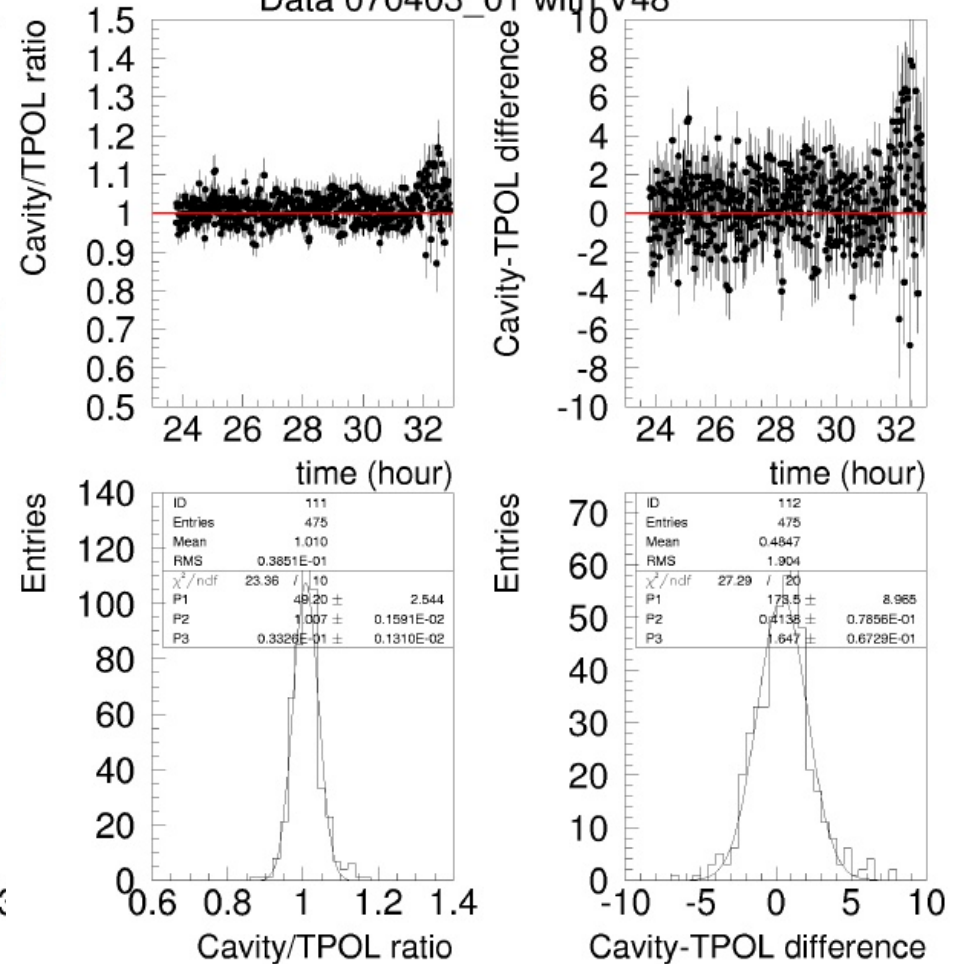 Data 070403_01 with V48
Cavity/TPOL ratio
1.5
1.4
1.3
1.2
1.1
1
0.9
0.8
0.7
0.6
0.5
24 26 28 30 32
time (hour)
Cavity-TPOL difference
10
8
6
4
2
0
-2
-4
-6
-8
-10
24 26 28 30 32
time (hour)
Entries
140
120
100
80
60
40
20
0
ID 111
Entries 475
Mean 1.010
RMS 0.3851E-01
χ²/ndf 23.36 / 10
P1 49.20 ± 2.544
P2 1.007 ± 0.1591E-02
P3 0.3326E-01 ± 0.1310E-02
0.6 0.8 1 1.2 1.4
Cavity/TPOL ratio
Entries
70
60
50
40
30
20
10
0
ID 112
Entries 475
Mean 0.4847
RMS 1.904
χ²/ndf 27.29 / 20
P1 173.5 ± 8.965
P2 0.4138 ± 0.7856E-01
P3 1.647 ± 0.6729E-01
-10 -5 0 5 10
Cavity-TPOL difference